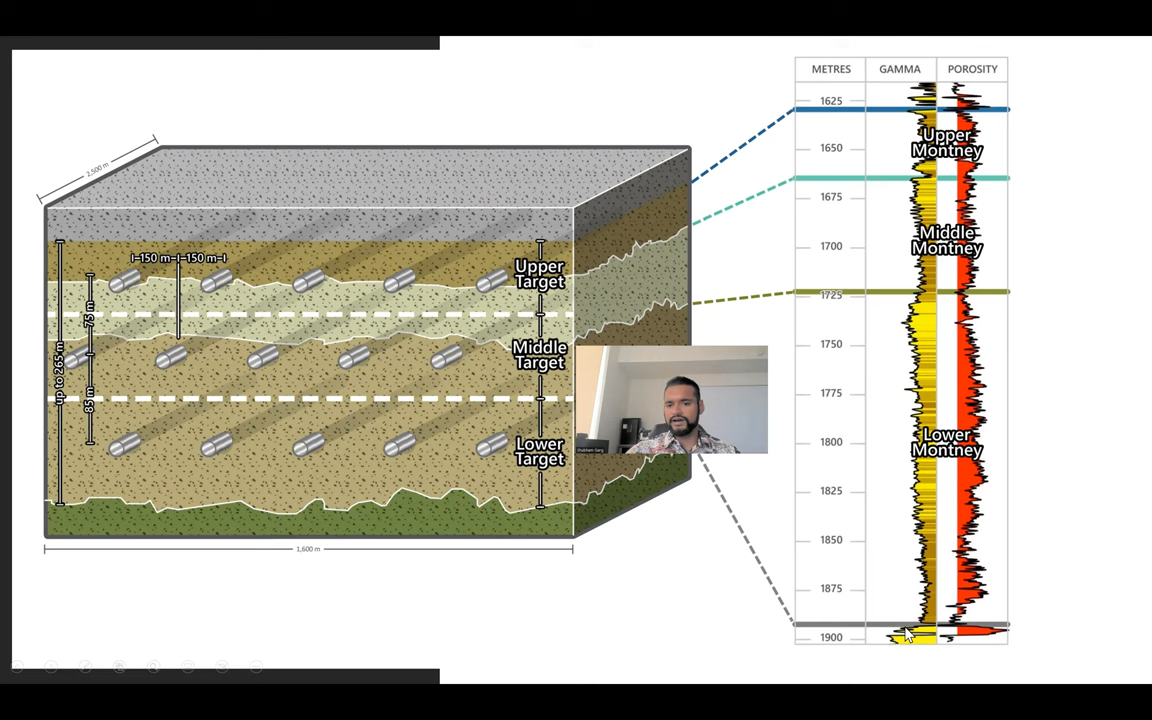 METRES GAMMA POROSITY
1625
Upper
Montney
1650
1675
Middle
Montney
1700
1725
1750
1775
Lower
Montney
1800
1825
1850
1875
1900
2,500 m
150 m 150 m
Upper
Target
75 m
Middle
Target
up to 265 m
85 m
Lower
Target
1,600 m
Shubham Garg